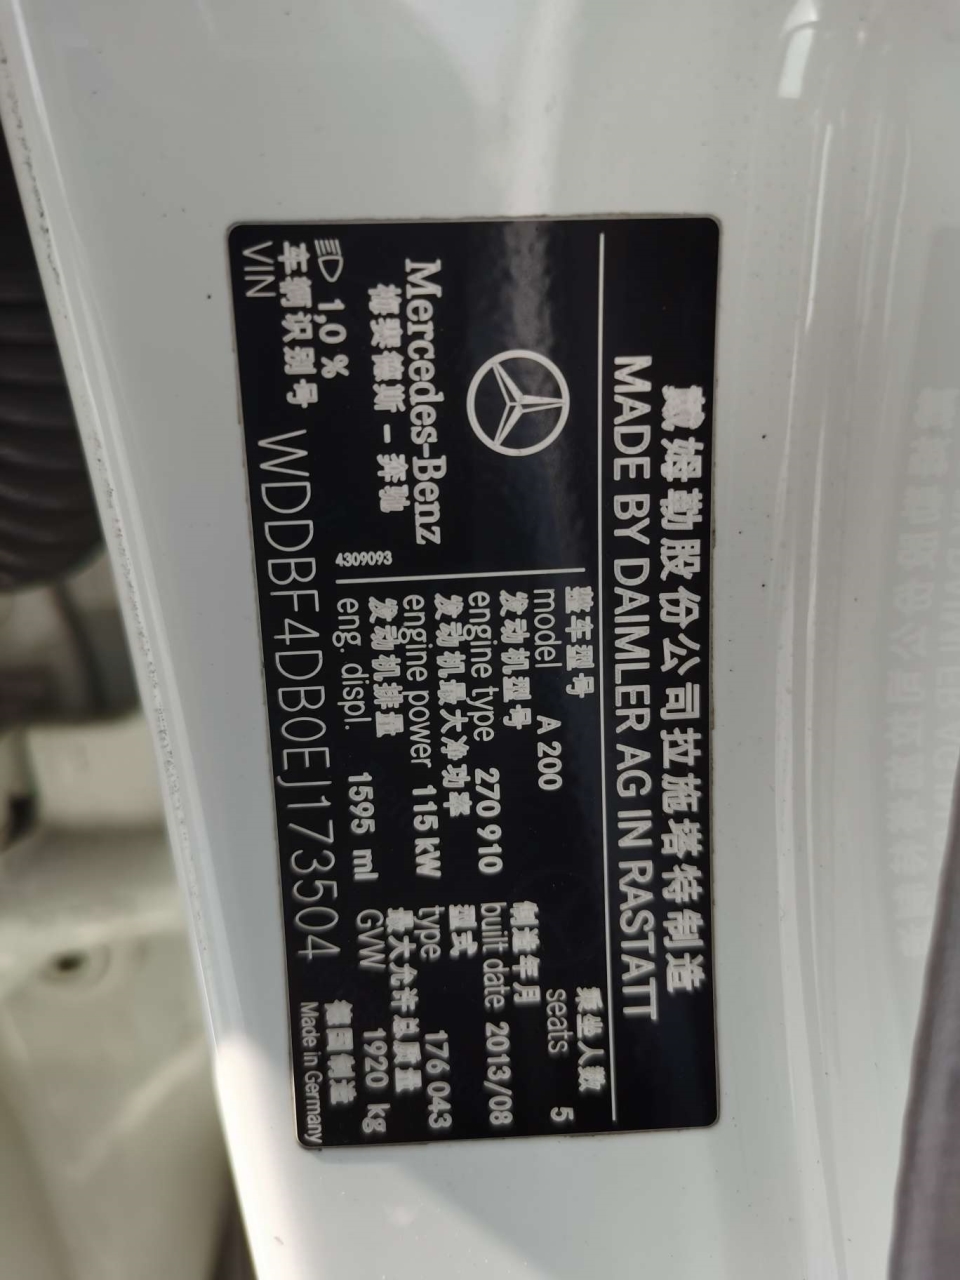 戴姆勒股份公司拉施塔特制造
MADE BY DAIMLER AG IN RASTATT
Mercedes-Benz
梅赛德斯－奔驰
4309093
1,0 %
整车型号
model A 200
发动机型号
engine type 270 910
发动机最大净功率
engine power 115 kW
发动机排量
eng. displ. 1595 ml
乘坐人数
seats 5
制造年月
built date 2013/08
型式
type 176 043
最大允许总质量
GVW 1920 kg
车辆识别号
VIN WDDBF4DB0EJ173504
德国制造
Made in Germany